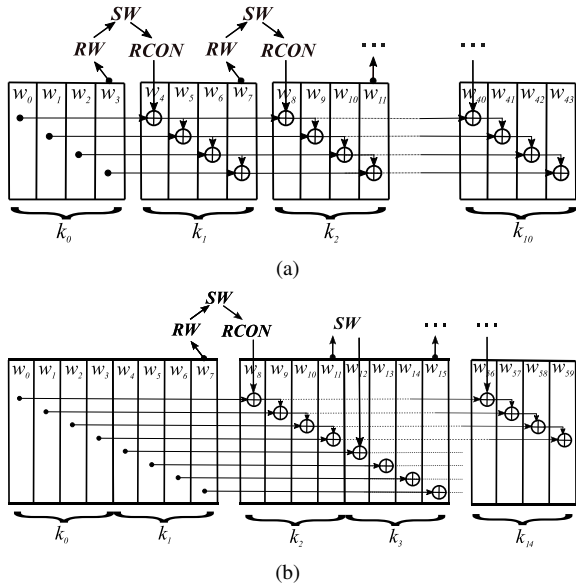 SW SW
RW RCON RW RCON ... ...
w0 w1 w2 w3 w4 w5 w6 w7 w8 w9 w10 w11 w40 w41 w42 w43
k0 k1 k2 k10
(a)
SW
RW RCON SW ... ...
w0 w1 w2 w3 w4 w5 w6 w7 w8 w9 w10 w11 w12 w13 w14 w15 w56 w57 w58 w59
k0 k1 k2 k3 k14
(b)